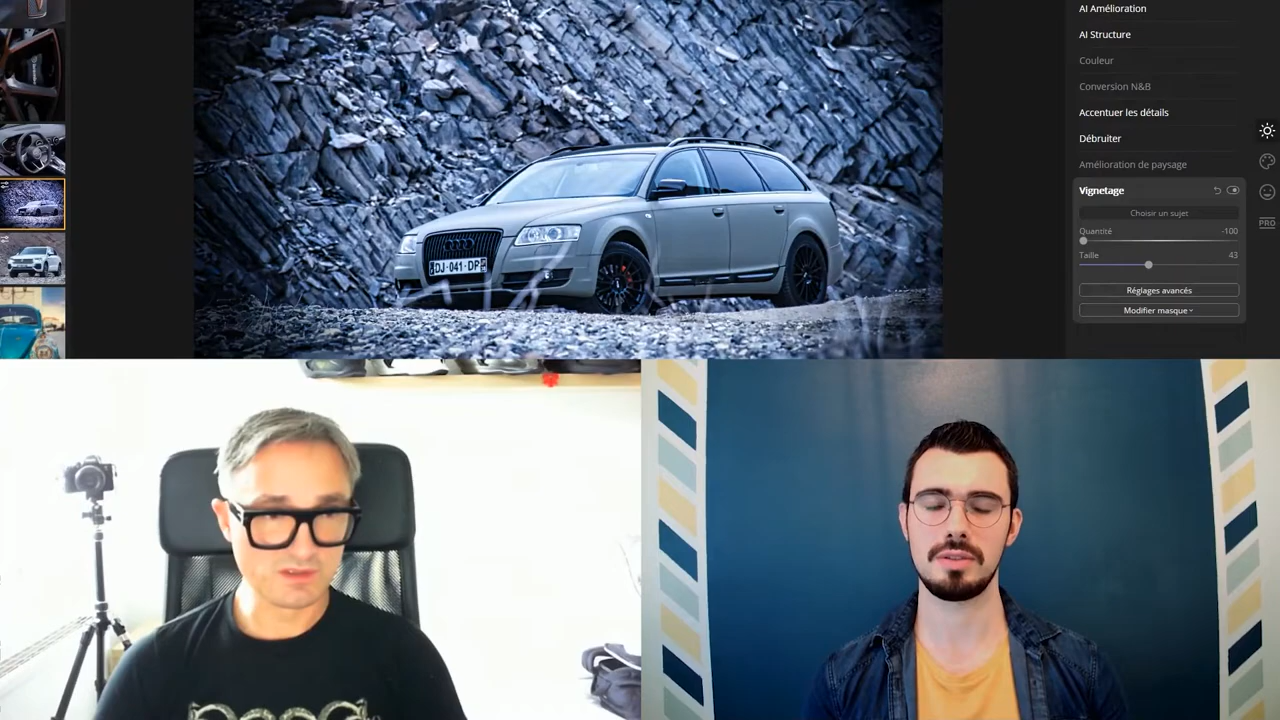 AI Amélioration
AI Structure
Couleur
Conversion N&B
Accentuer les détails
Débruiter
Amélioration de paysage
Vignetage
Choisir un sujet
Quantité -100
Taille 43
Réglages avancés
Modifier masque
PRO
DJ-041-DP